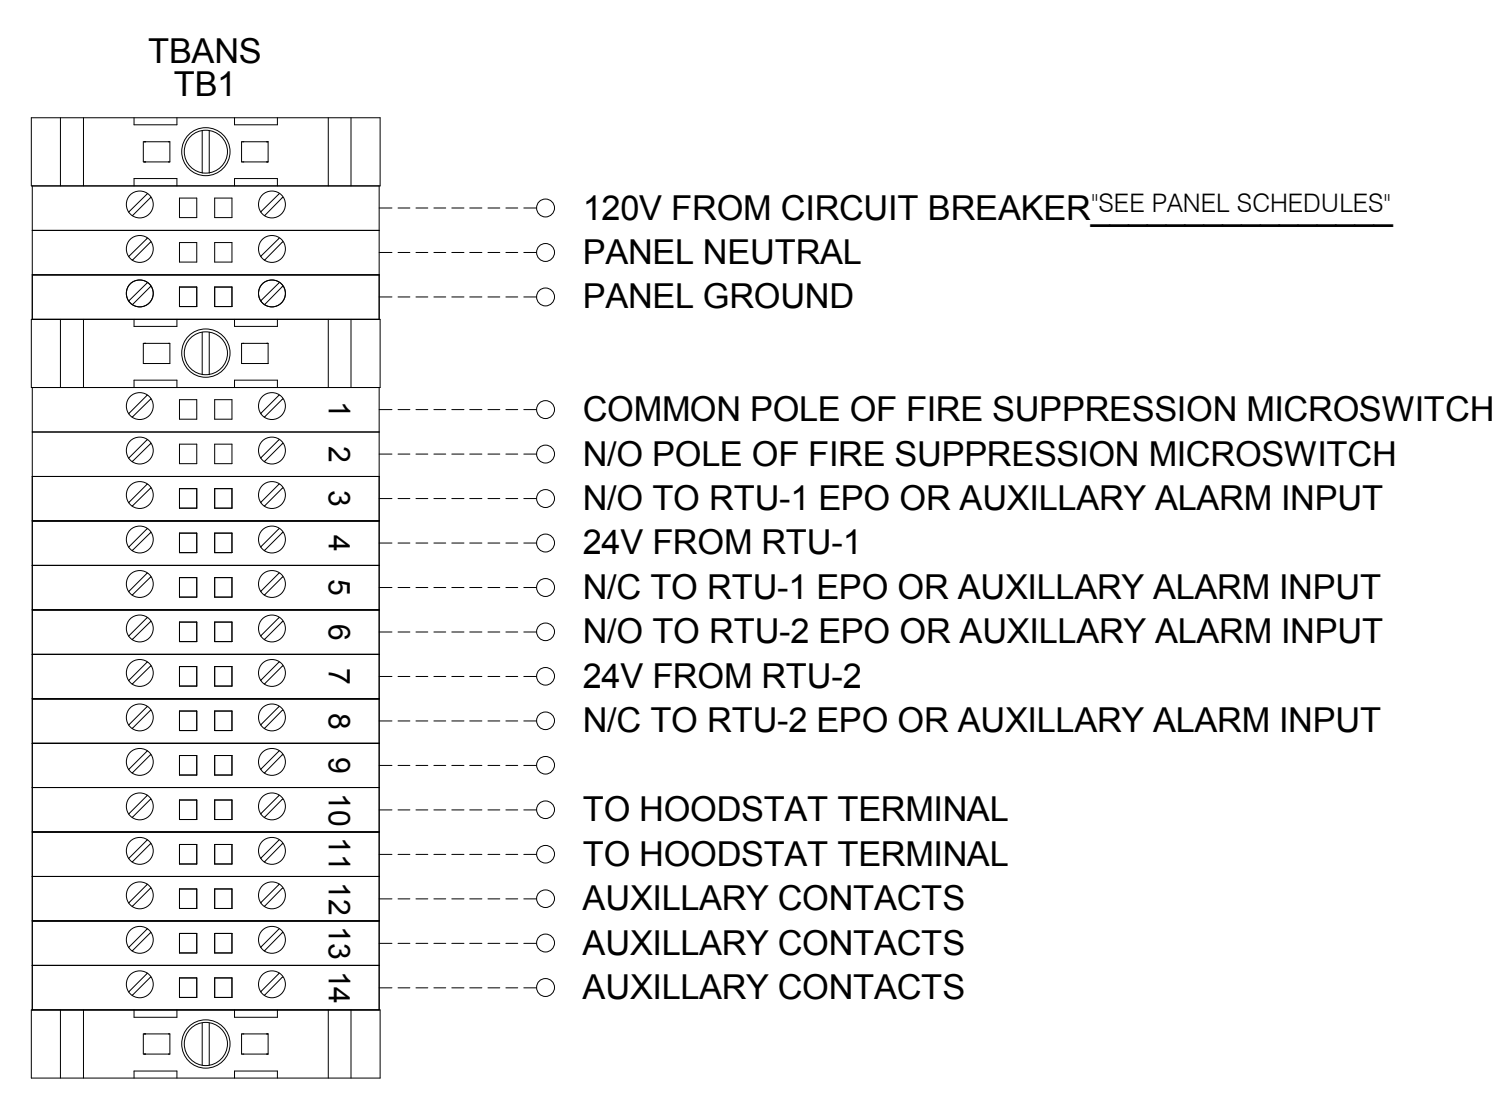 TBANS
TB1
120V FROM CIRCUIT BREAKER "SEE PANEL SCHEDULES"
PANEL NEUTRAL
PANEL GROUND
1 COMMON POLE OF FIRE SUPPRESSION MICROSWITCH
2 N/O POLE OF FIRE SUPPRESSION MICROSWITCH
3 N/O TO RTU-1 EPO OR AUXILLARY ALARM INPUT
4 24V FROM RTU-1
5 N/C TO RTU-1 EPO OR AUXILLARY ALARM INPUT
6 N/O TO RTU-2 EPO OR AUXILLARY ALARM INPUT
7 24V FROM RTU-2
8 N/C TO RTU-2 EPO OR AUXILLARY ALARM INPUT
9
10 TO HOODSTAT TERMINAL
11 TO HOODSTAT TERMINAL
12 AUXILLARY CONTACTS
13 AUXILLARY CONTACTS
14 AUXILLARY CONTACTS